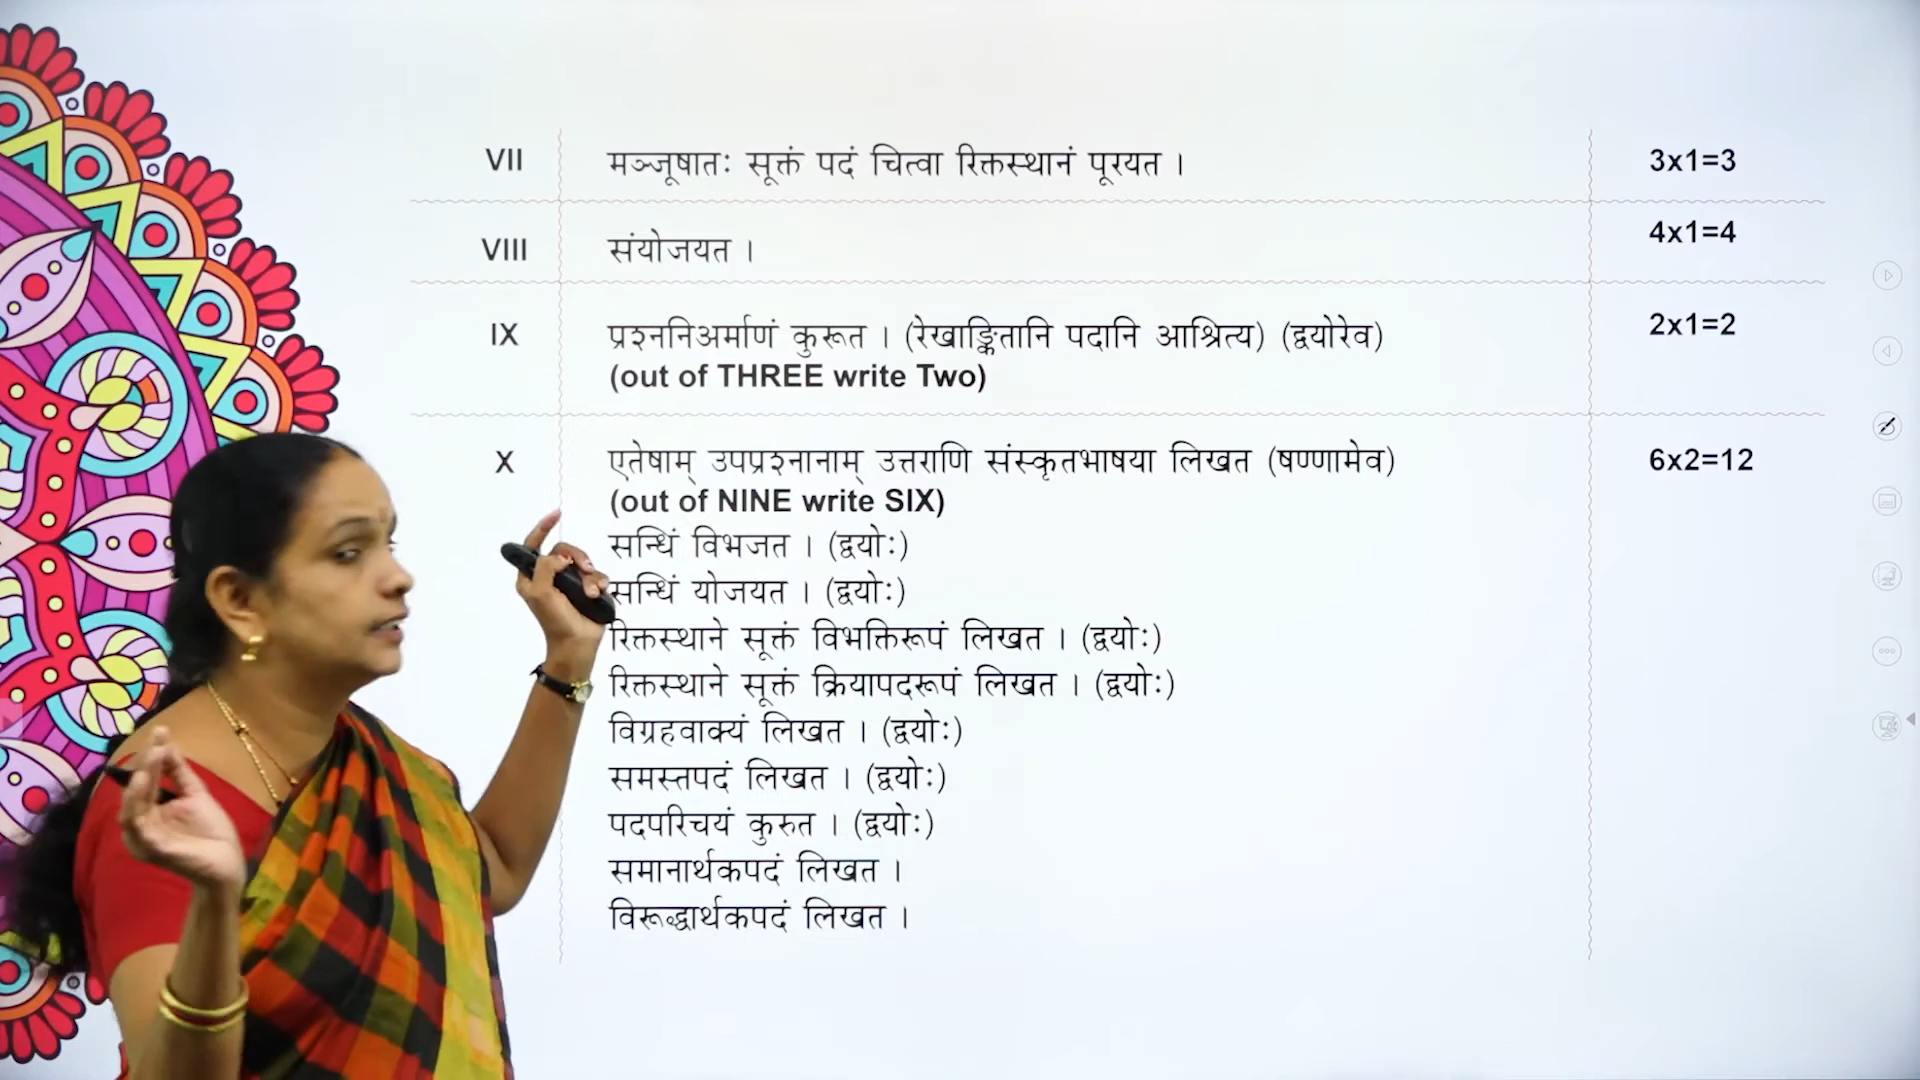 VII मञ्जूषातः सूक्तं पदं चित्वा रिक्तस्थानं पूरयत । 3x1=3
VIII संयोजयत । 4x1=4
IX प्रश्ननिअर्माणं कुरूत । (रेखाङ्कितानि पदानि आश्रित्य) (द्वयोरेव) 2x1=2
(out of THREE write Two)
X एतेषाम् उपप्रश्नानाम् उत्तराणि संस्कृतभाषया लिखत (षण्णामेव) 6x2=12
(out of NINE write SIX)
सन्धिं विभजत । (द्वयोः)
सन्धिं योजयत । (द्वयोः)
रिक्तस्थाने सूक्तं विभक्तिरूपं लिखत । (द्वयोः)
रिक्तस्थाने सूक्तं क्रियापदरूपं लिखत । (द्वयोः)
विग्रहवाक्यं लिखत । (द्वयोः)
समस्तपदं लिखत । (द्वयोः)
पदपरिचयं कुरुत । (द्वयोः)
समानार्थकपदं लिखत ।
विरूद्धार्थकपदं लिखत ।